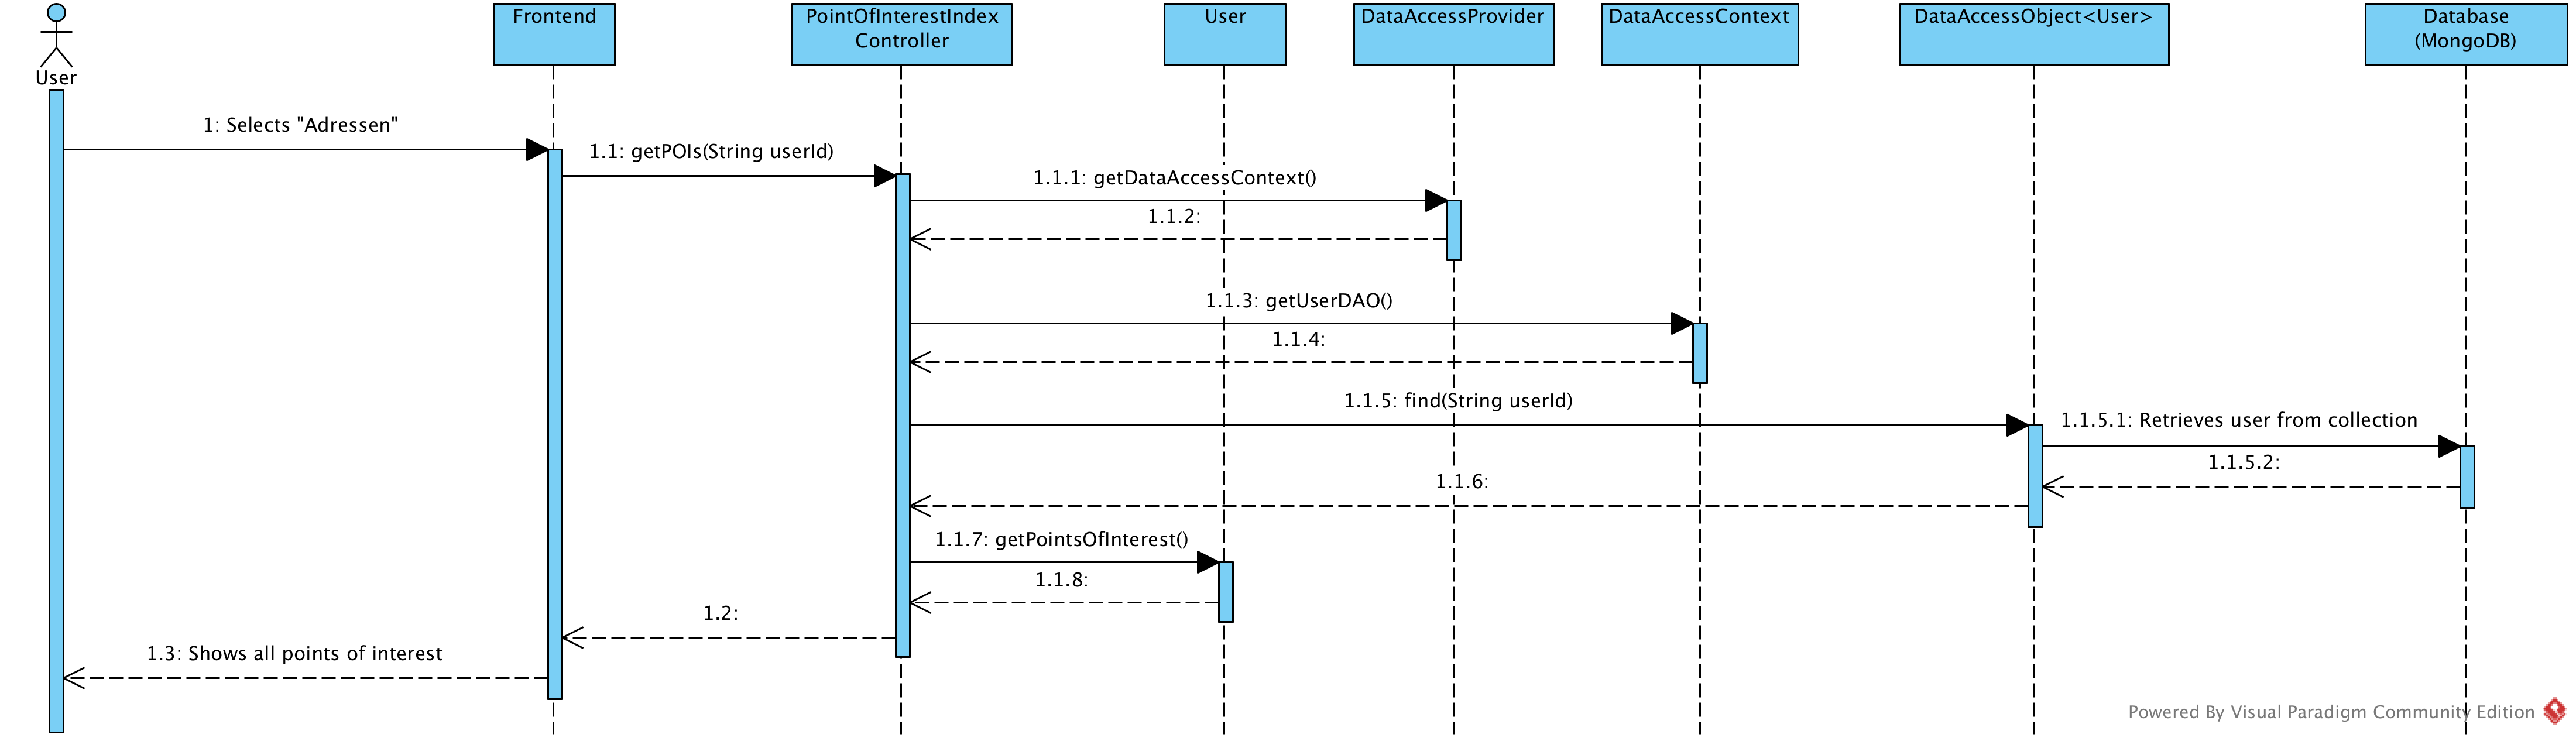 User
Frontend
PointOfInterestIndex
Controller
User
DataAccessProvider
DataAccessContext
DataAccessObject<User>
Database
(MongoDB)
1: Selects "Adressen"
1.1: getPOIs(String userId)
1.1.1: getDataAccessContext()
1.1.2:
1.1.3: getUserDAO()
1.1.4:
1.1.5: find(String userId)
1.1.5.1: Retrieves user from collection
1.1.5.2:
1.1.6:
1.1.7: getPointsOfInterest()
1.1.8:
1.2:
1.3: Shows all points of interest
Powered By Visual Paradigm Community Edition